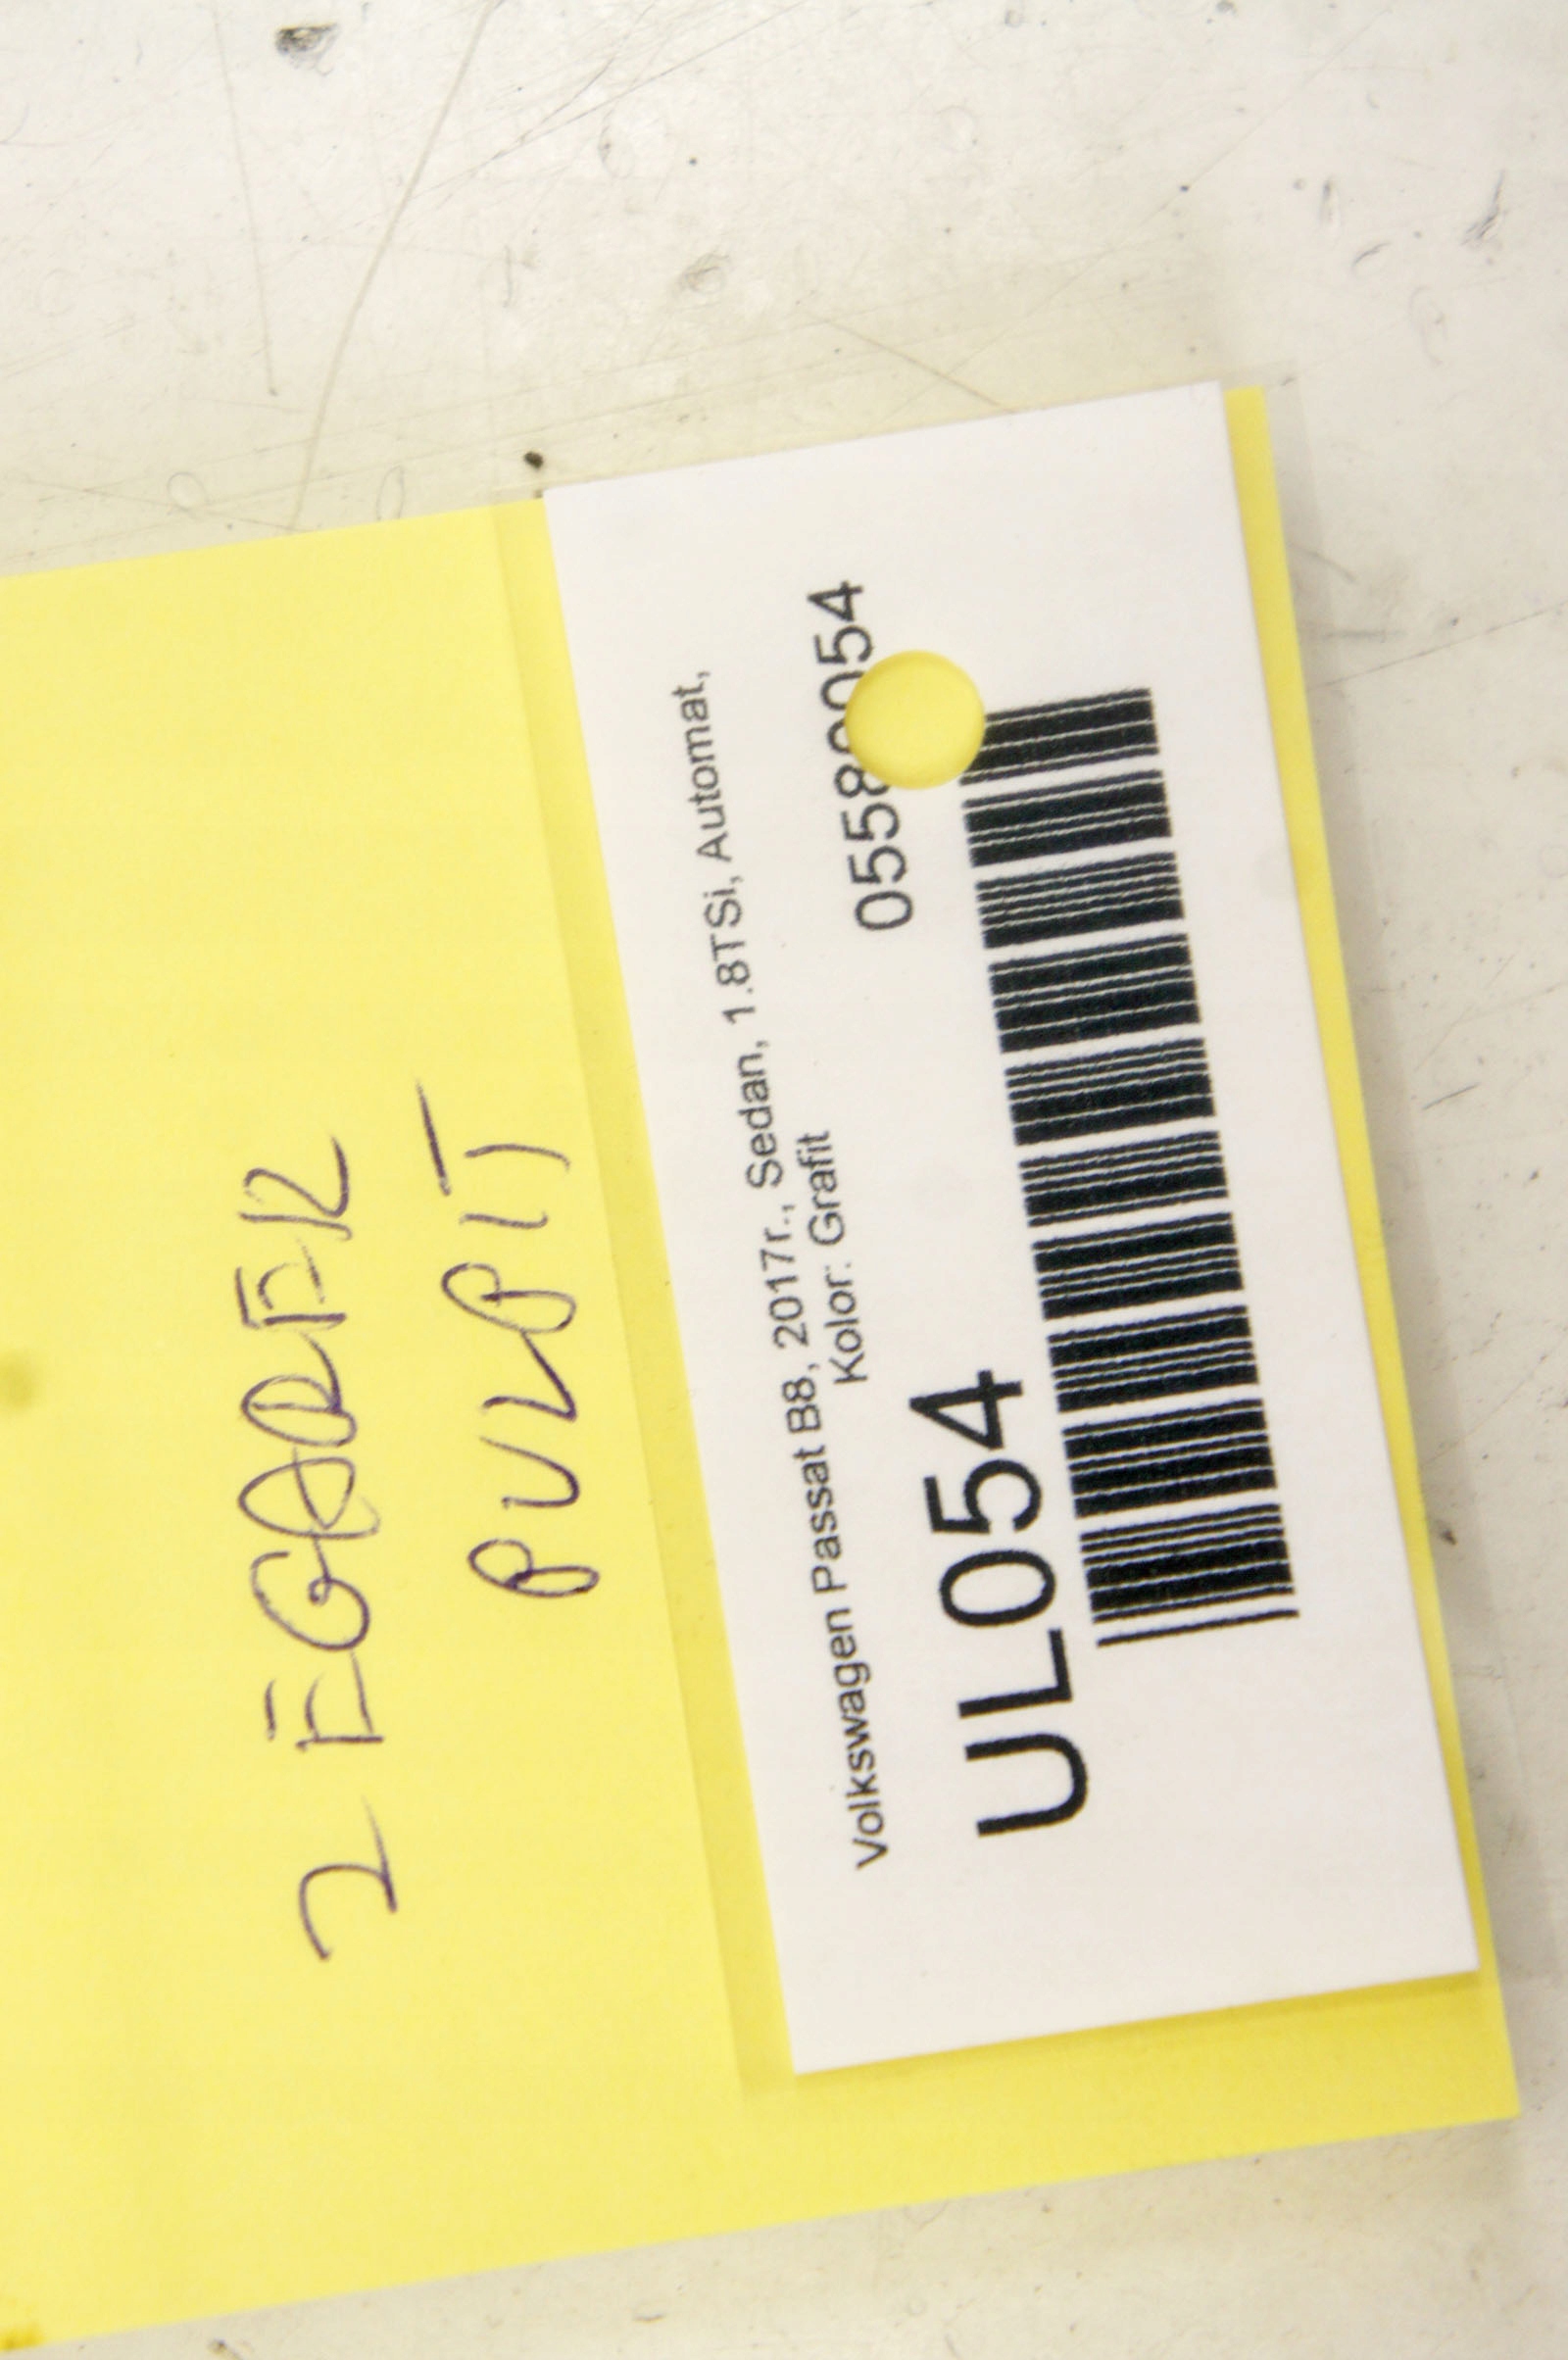 ZEGAREK
PULPIT
Volkswagen Passat B8, 2017r., Sedan, 1.8TSi, Automat,
Kolor: Grafit
UL054